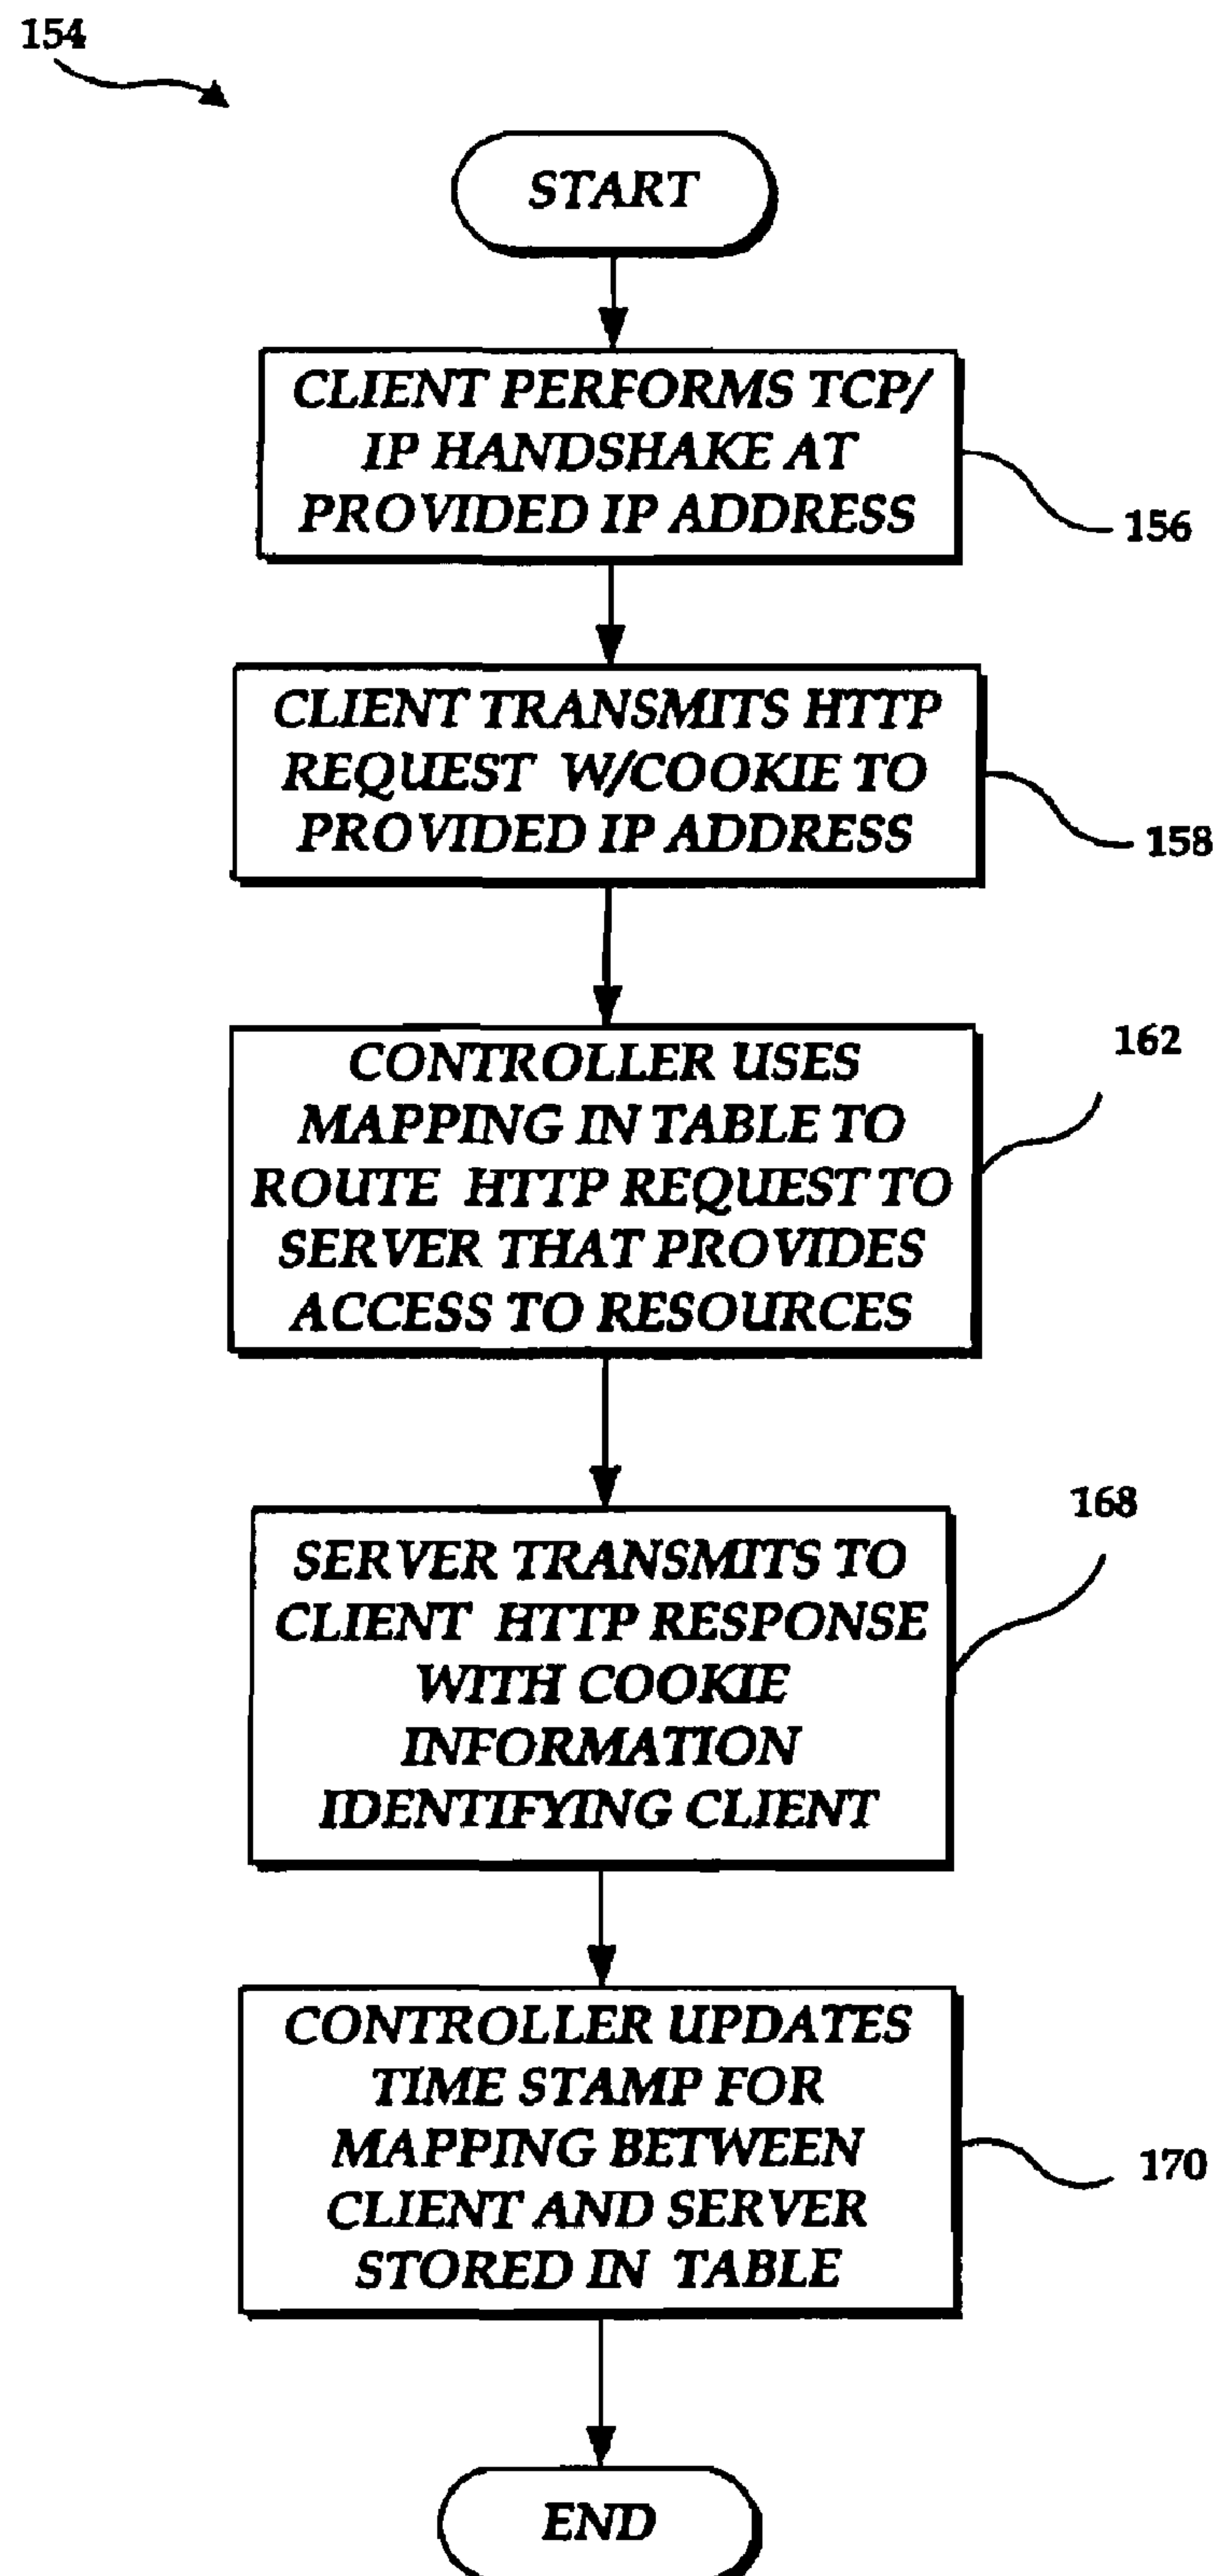 154
START
CLIENT PERFORMS TCP/
IP HANDSHAKE AT
PROVIDED IP ADDRESS
156
CLIENT TRANSMITS HTTP
REQUEST W/COOKIE TO
PROVIDED IP ADDRESS
158
CONTROLLER USES
MAPPING IN TABLE TO
ROUTE HTTP REQUEST TO
SERVER THAT PROVIDES
ACCESS TO RESOURCES
162
SERVER TRANSMITS TO
CLIENT HTTP RESPONSE
WITH COOKIE
INFORMATION
IDENTIFYING CLIENT
168
CONTROLLER UPDATES
TIME STAMP FOR
MAPPING BETWEEN
CLIENT AND SERVER
STORED IN TABLE
170
END